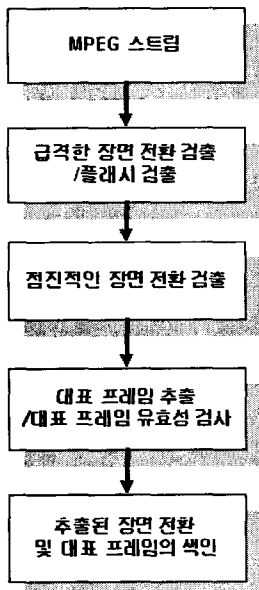 MPEG 스트림
급격한 장면 전환 검출
/플래시 검출
점진적인 장면 전환 검출
대표 프레임 추출
/대표 프레임 유효성 검사
추출된 장면 전환
및 대표 프레임의 색인